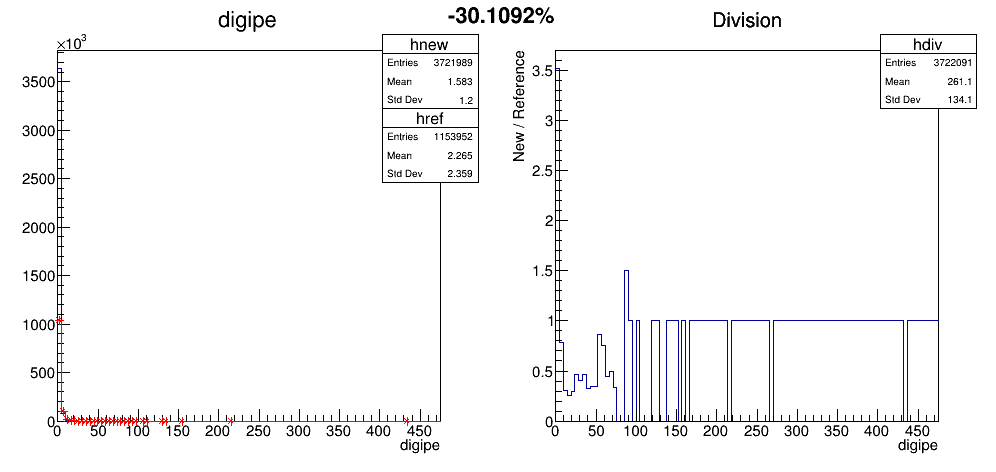 -30.1092%
digipe
×10³
3500
3000
2500
2000
1500
1000
500
0
0 50 100 150 200 250 300 350 400 450
digipe
hnew
Entries 3721989
Mean 1.583
Std Dev 1.2
href
Entries 1153952
Mean 2.265
Std Dev 2.359
Division
New / Reference
3.5
3
2.5
2
1.5
1
0.5
0
0 50 100 150 200 250 300 350 400 450
digipe
hdiv
Entries 3722091
Mean 261.1
Std Dev 134.1